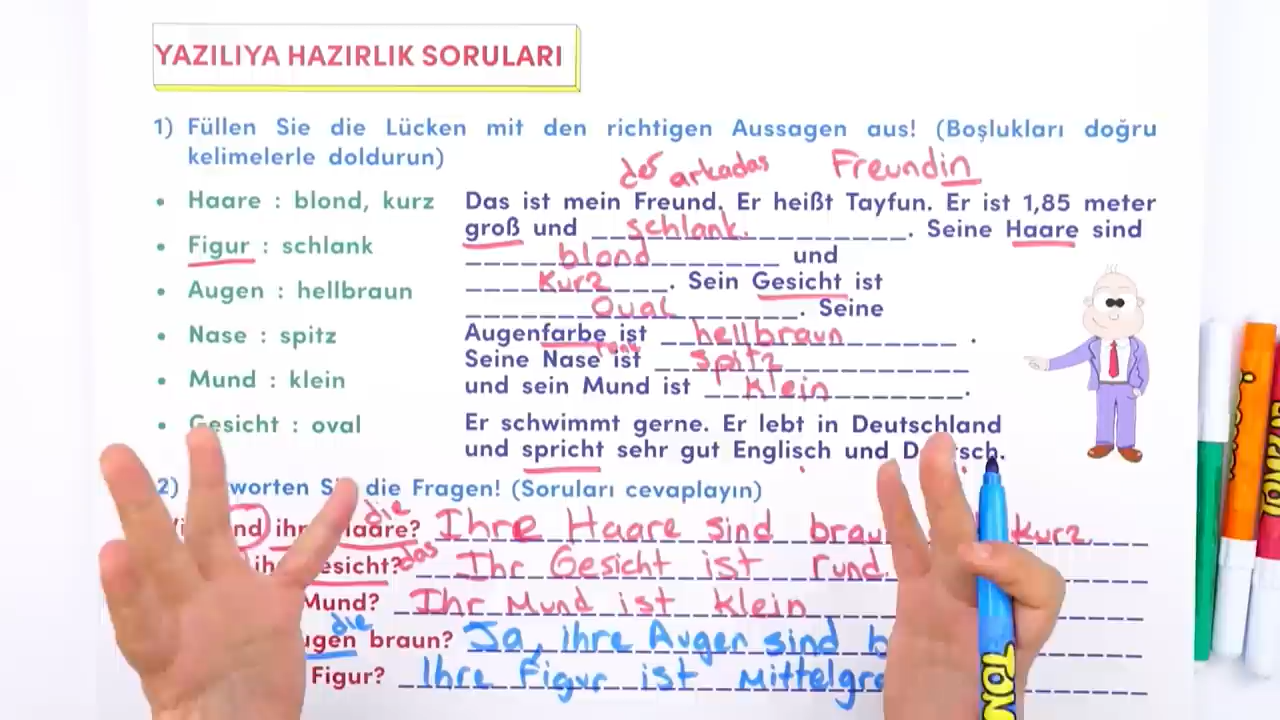 YAZILIYA HAZIRLIK SORULARI
1) Füllen Sie die Lücken mit den richtigen Aussagen aus! (Boşlukları doğru
kelimelerle doldurun)
der arkadas Freundin
• Haare : blond, kurz
• Figur : schlank
• Augen : hellbraun
• Nase : spitz
• Mund : klein
• Gesicht : oval
Das ist mein Freund. Er heißt Tayfun. Er ist 1,85 meter
groß und schlank. . Seine Haare sind
blond und
kurz . Sein Gesicht ist
Oval . Seine
Augenfarbe ist hellbraun .
Seine Nase ist spitz
und sein Mund ist klein .
Er schwimmt gerne. Er lebt in Deutschland
und spricht sehr gut Englisch und
2) die Fragen! (Soruları cevaplayın)
die
Ihre Haare sind kurz
das
Ihr Gesicht ist rund.
Mund? Ihr Mund ist klein
die
braun? Ja, ihre Augen sind
Figur? Ihre Figur ist
TON